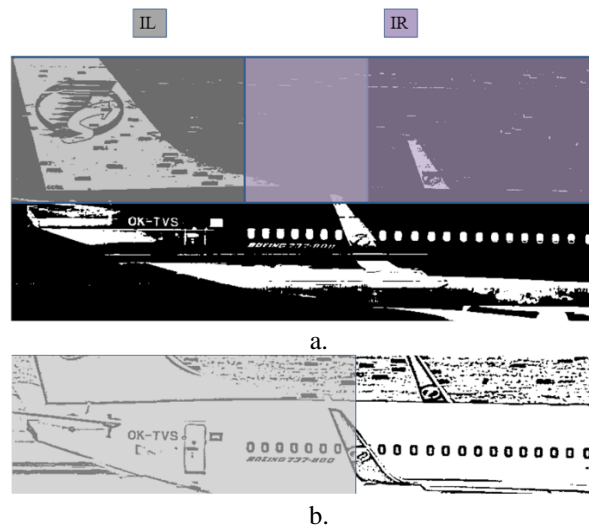 IL IR
OK-TVS
BOEING 737-800
a.
OK-TVS
BOEING 737-800
b.